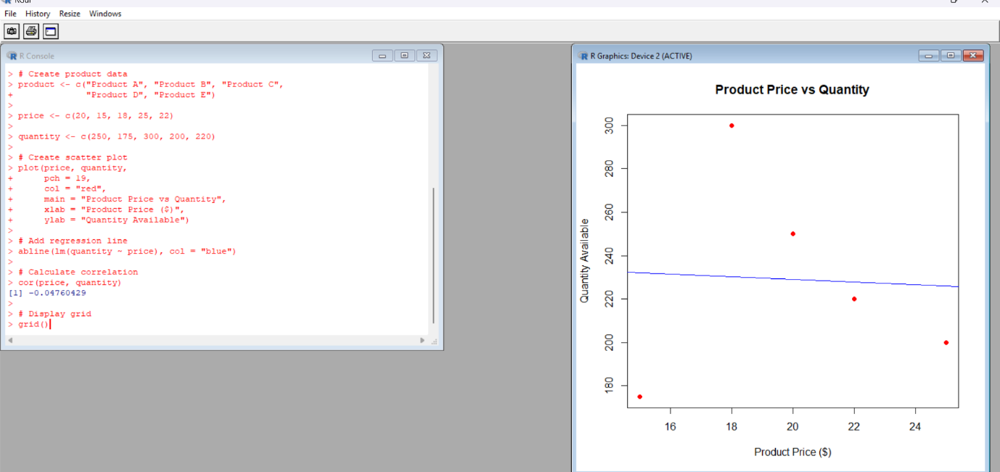 RGui
File History Resize Windows
R Console
> # Create product data
> product <- c("Product A", "Product B", "Product C",
+              "Product D", "Product E")
>
> price <- c(20, 15, 18, 25, 22)
>
> quantity <- c(250, 175, 300, 200, 220)
>
> # Create scatter plot
> plot(price, quantity,
+      pch = 19,
+      col = "red",
+      main = "Product Price vs Quantity",
+      xlab = "Product Price ($)",
+      ylab = "Quantity Available")
>
> # Add regression line
> abline(lm(quantity ~ price), col = "blue")
>
> # Calculate correlation
> cor(price, quantity)
[1] -0.04760429
>
> # Display grid
> grid()
R Graphics: Device 2 (ACTIVE)
Product Price vs Quantity
Quantity Available
300
280
260
240
220
200
180
16 18 20 22 24
Product Price ($)